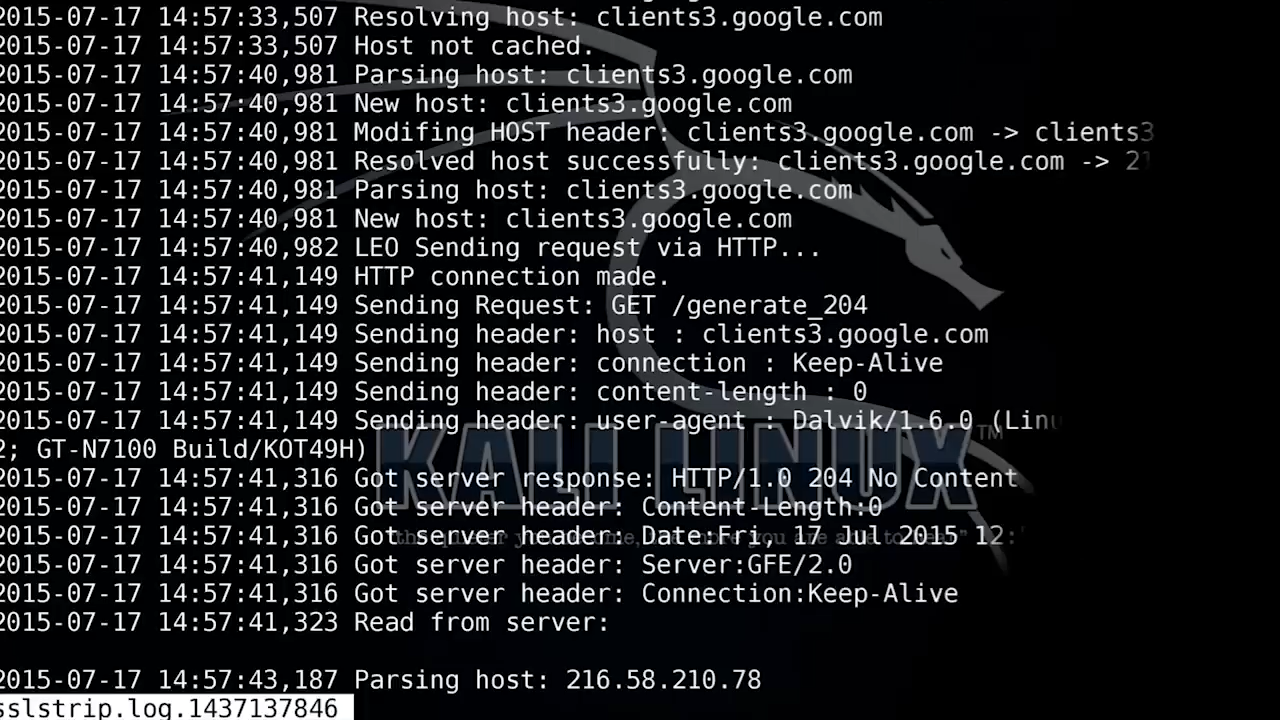 2015-07-17 14:57:33,507 Resolving host: clients3.google.com
2015-07-17 14:57:33,507 Host not cached.
2015-07-17 14:57:40,981 Parsing host: clients3.google.com
2015-07-17 14:57:40,981 New host: clients3.google.com
2015-07-17 14:57:40,981 Modifing HOST header: clients3.google.com -> clients3
2015-07-17 14:57:40,981 Resolved host successfully: clients3.google.com -> 21
2015-07-17 14:57:40,981 Parsing host: clients3.google.com
2015-07-17 14:57:40,981 New host: clients3.google.com
2015-07-17 14:57:40,982 LEO Sending request via HTTP...
2015-07-17 14:57:41,149 HTTP connection made.
2015-07-17 14:57:41,149 Sending Request: GET /generate_204
2015-07-17 14:57:41,149 Sending header: host : clients3.google.com
2015-07-17 14:57:41,149 Sending header: connection : Keep-Alive
2015-07-17 14:57:41,149 Sending header: content-length : 0
2015-07-17 14:57:41,149 Sending header: user-agent : Dalvik/1.6.0 (Linu
2; GT-N7100 Build/KOT49H)
KALI LINUX™
2015-07-17 14:57:41,316 Got server response: HTTP/1.0 204 No Content
2015-07-17 14:57:41,316 Got server header: Content-Length:0
2015-07-17 14:57:41,316 Got server header: Date:Fri, 17 Jul 2015 12:
"the quieter you become, the more you are able to hear"
2015-07-17 14:57:41,316 Got server header: Server:GFE/2.0
2015-07-17 14:57:41,316 Got server header: Connection:Keep-Alive
2015-07-17 14:57:41,323 Read from server:
2015-07-17 14:57:43,187 Parsing host: 216.58.210.78
sslstrip.log.1437137846